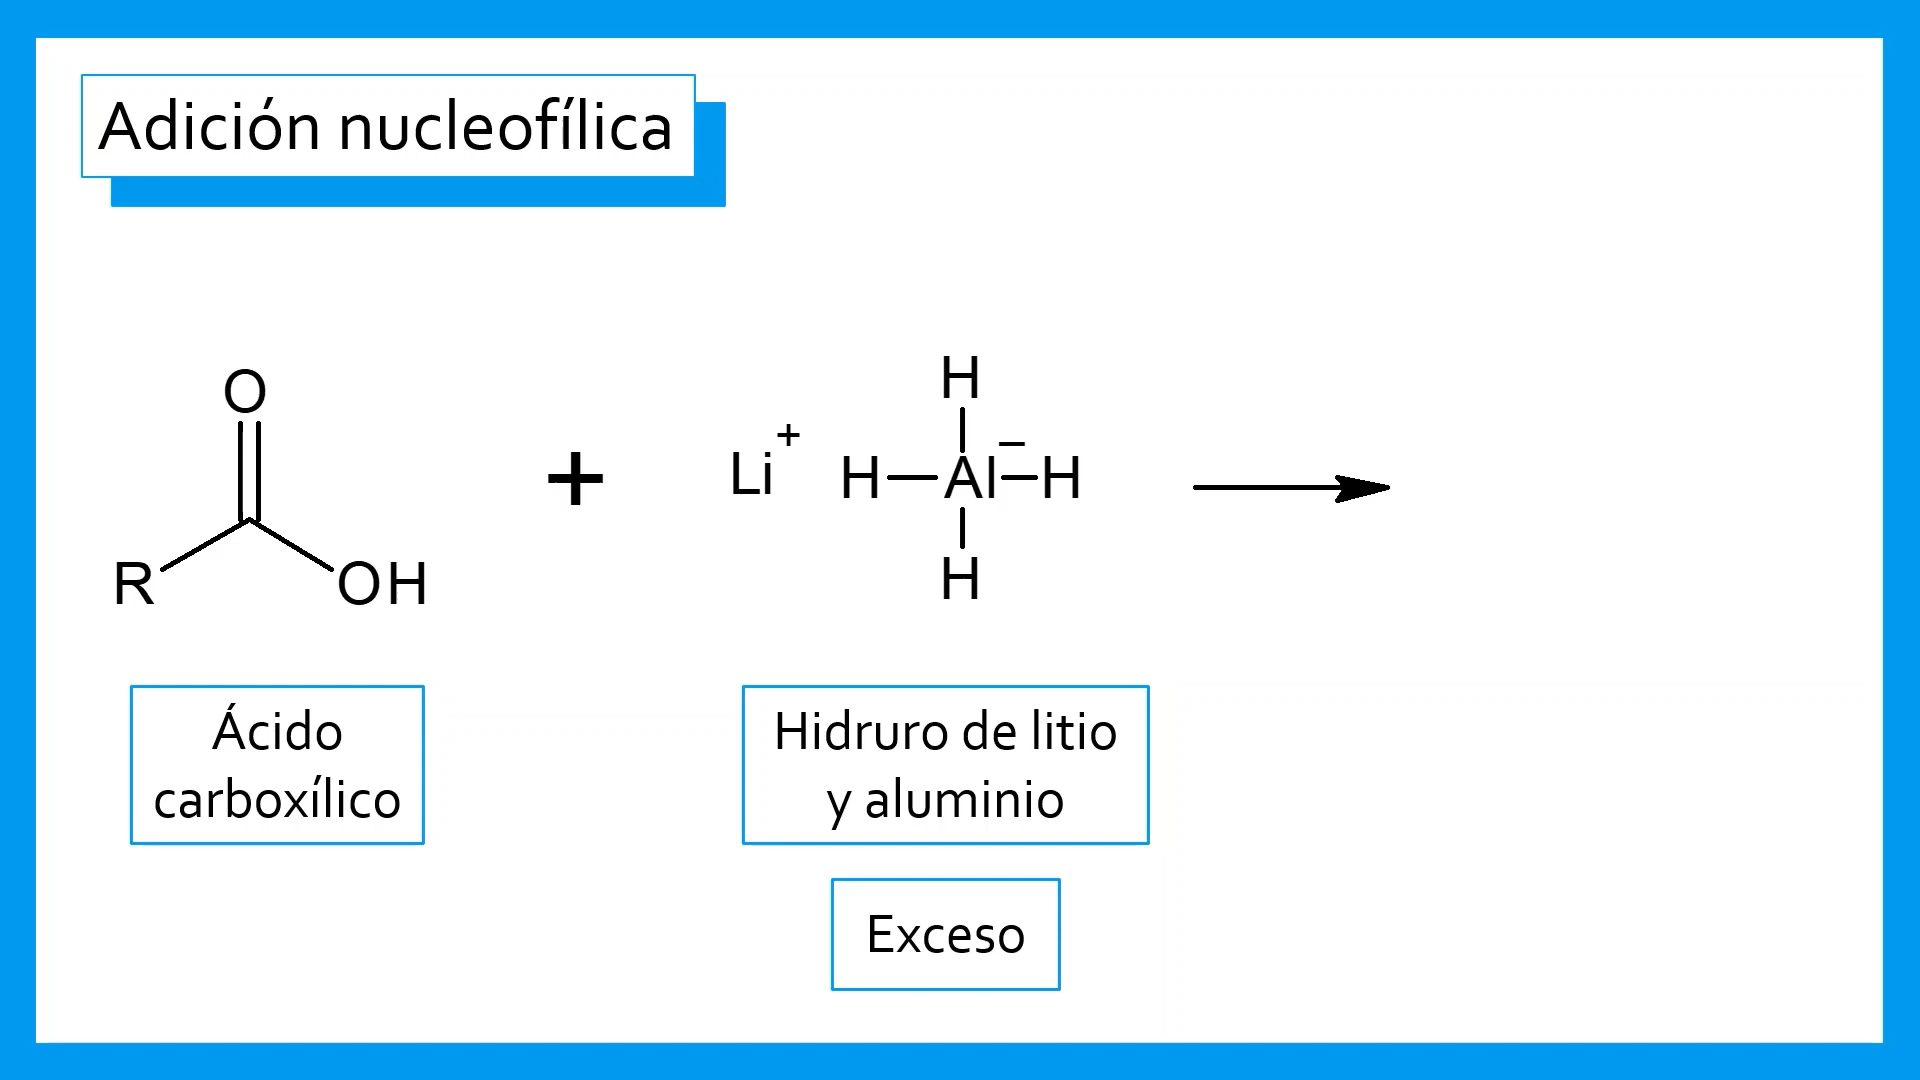 Adición nucleofílica
O
R
OH
+
Li +
H
H—Al⁻—H
H
Ácido
carboxílico
Hidruro de litio
y aluminio
Exceso